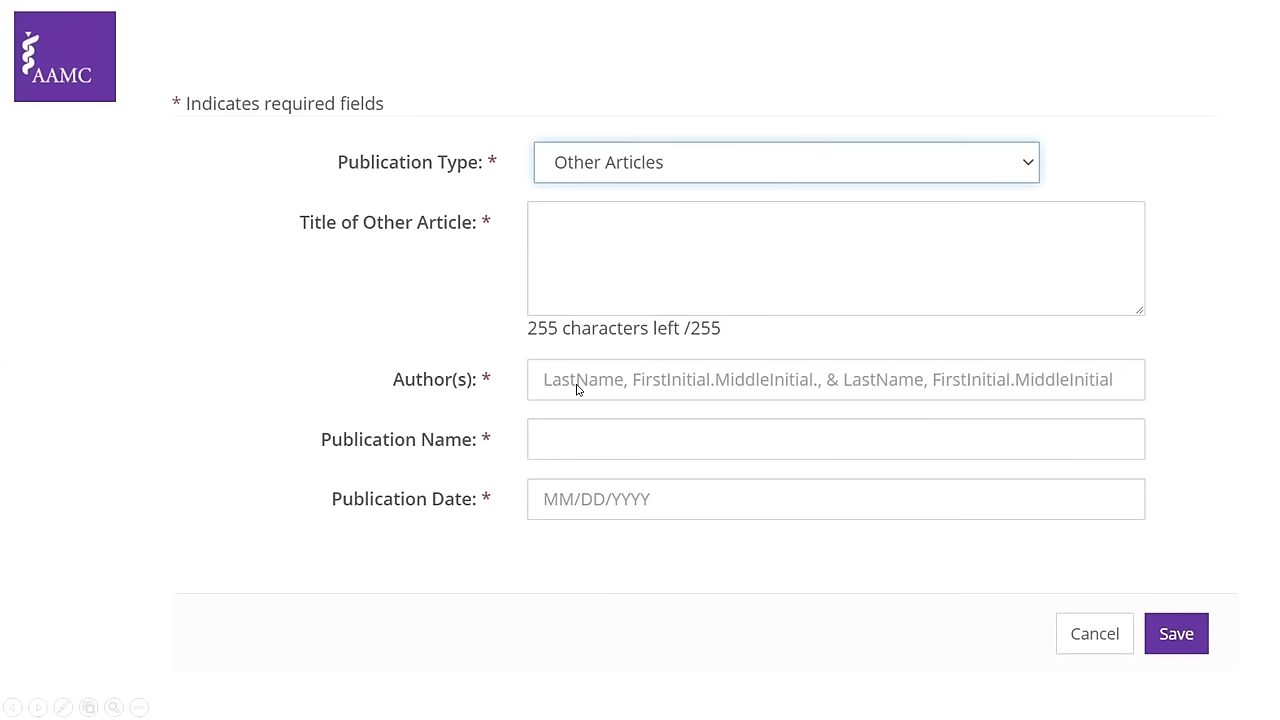 AAMC
* Indicates required fields
Publication Type: *
Other Articles
Title of Other Article: *
255 characters left /255
Author(s): *
LastName, FirstInitial.MiddleInitial., & LastName, FirstInitial.MiddleInitial
Publication Name: *
Publication Date: *
MM/DD/YYYY
Cancel
Save